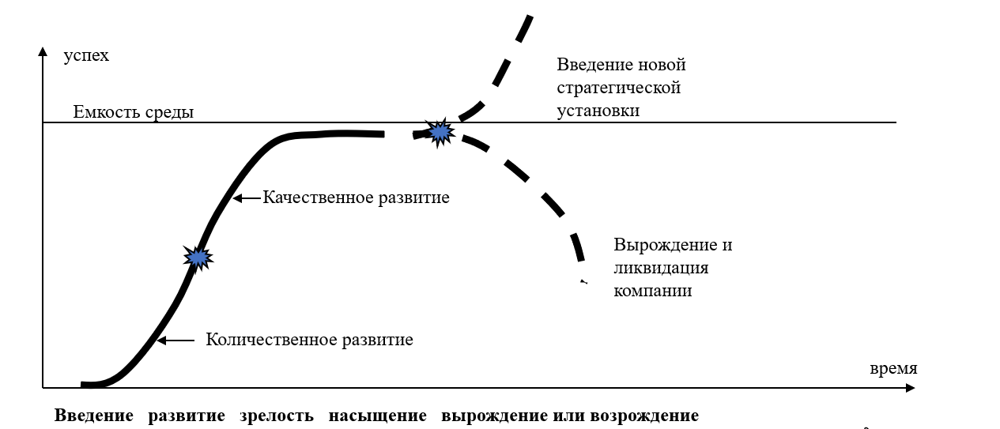 успех
Емкость среды
Введение новой
стратегической
установки
Качественное развитие
Вырождение и
ликвидация
компании
Количественное развитие
время
Введение развитие зрелость насыщение вырождение или возрождение